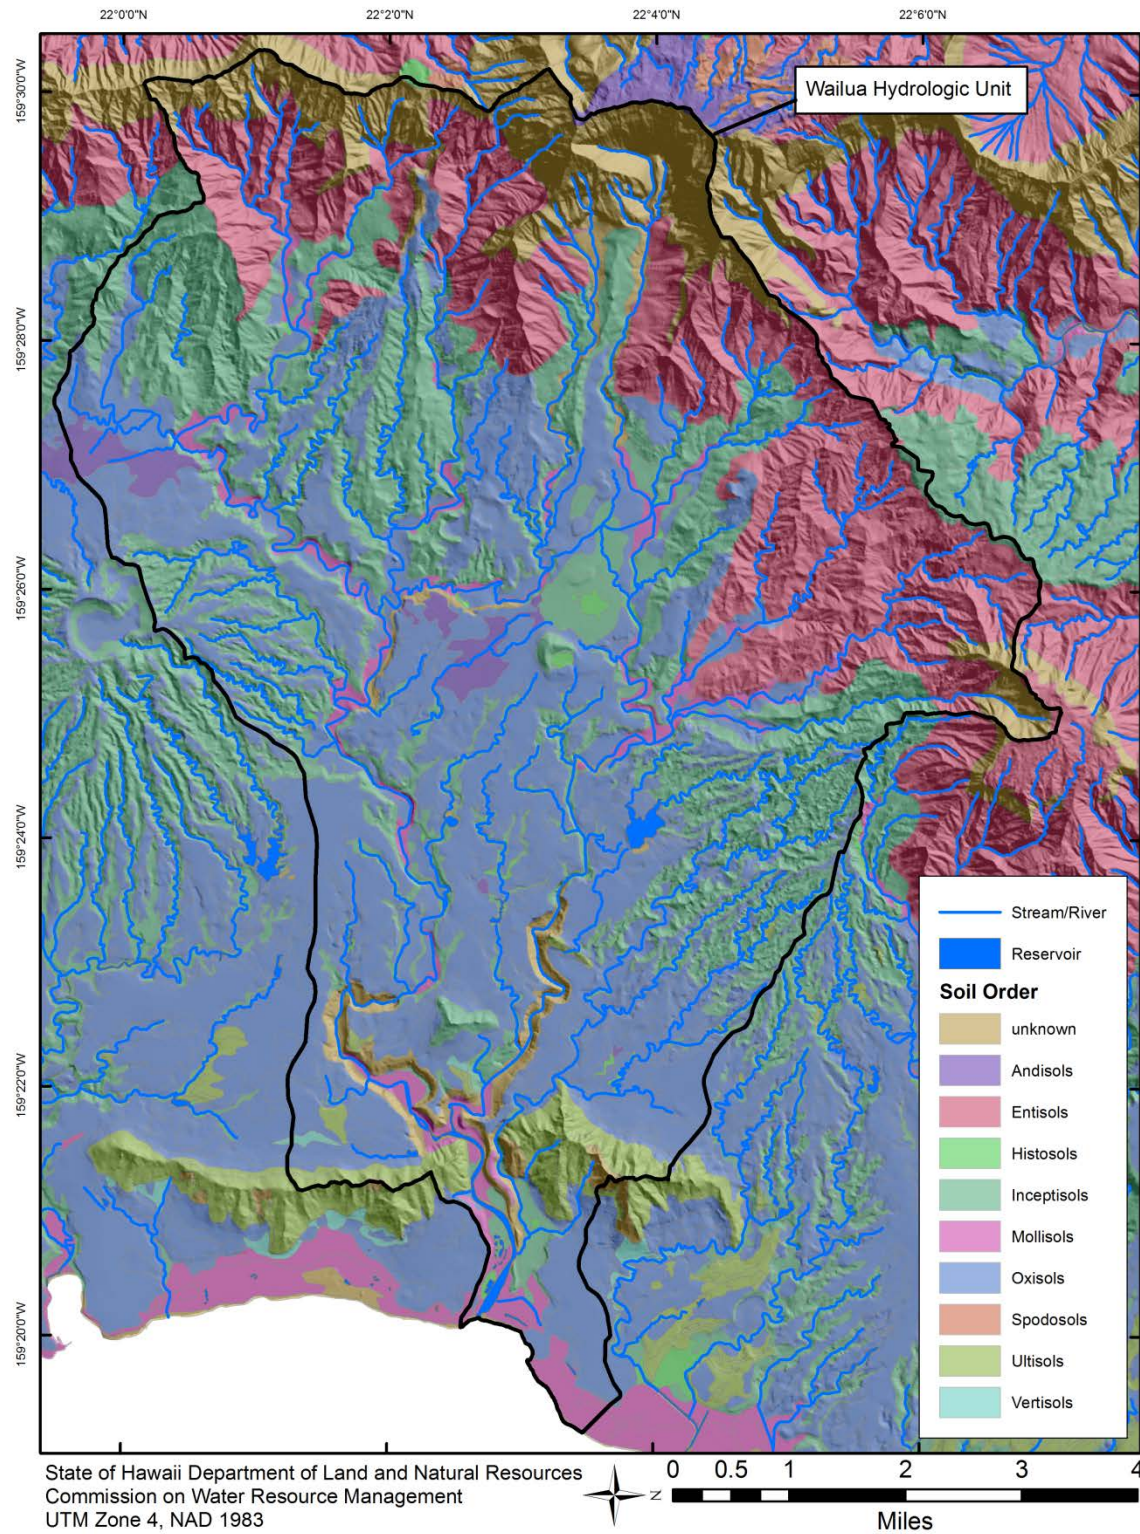 22°0'0"N 22°2'0"N 22°4'0"N 22°6'0"N
159°30'0"W
159°28'0"W
159°26'0"W
159°24'0"W
159°22'0"W
159°20'0"W
Wailua Hydrologic Unit
Stream/River
Reservoir
Soil Order
unknown
Andisols
Entisols
Histosols
Inceptisols
Mollisols
Oxisols
Spodosols
Ultisols
Vertisols
State of Hawaii Department of Land and Natural Resources
Commission on Water Resource Management
UTM Zone 4, NAD 1983
N
0 0.5 1 2 3 4
Miles